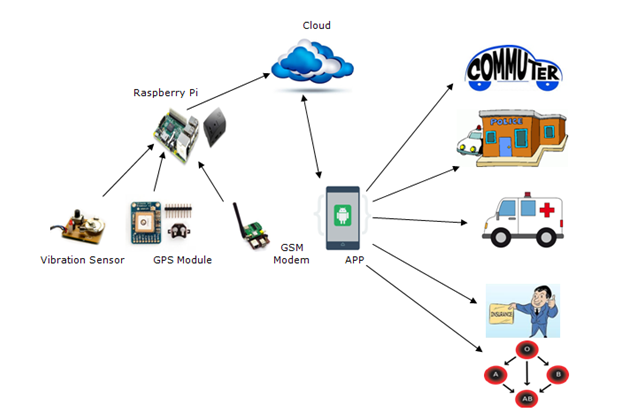 Cloud
COMMUTER
Raspberry Pi
POLICE
Vibration Sensor
GPS Module
GSM
Modem
APP
INSURANCE
O
A
B
AB